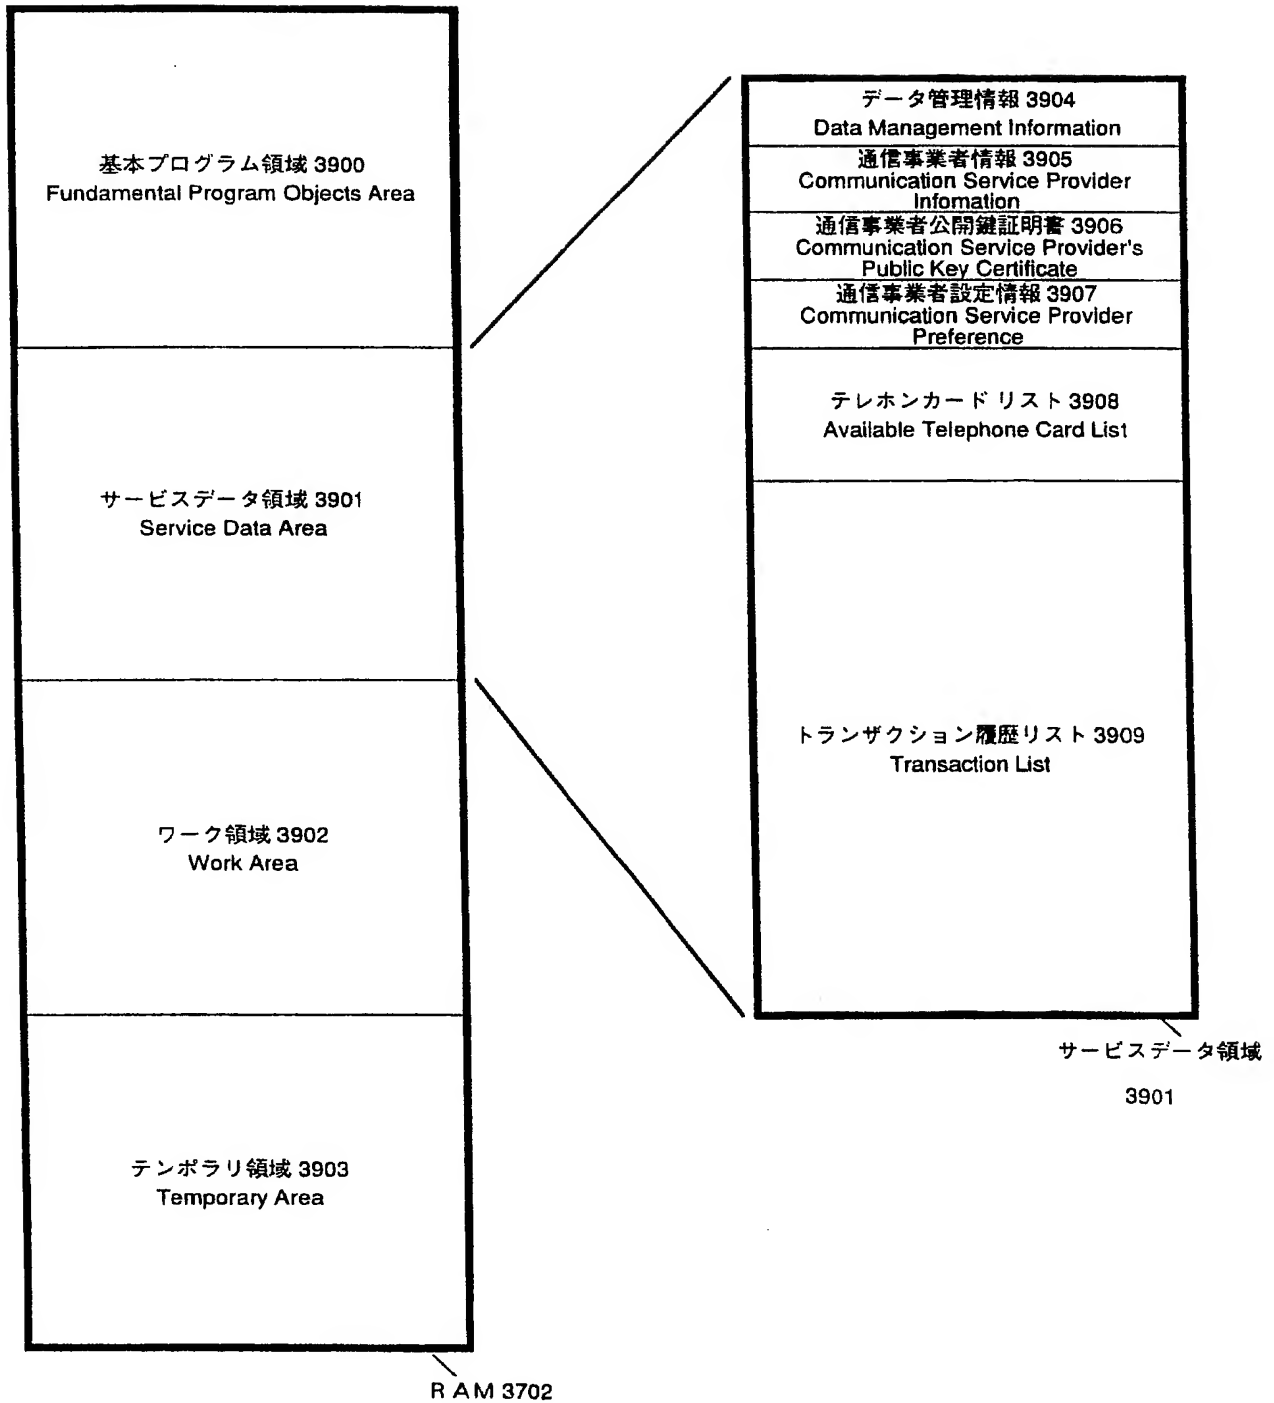 基本プログラム領域 3900
Fundamental Program Objects Area
サービスデータ領域 3901
Service Data Area
ワーク領域 3902
Work Area
テンポラリ領域 3903
Temporary Area
RAM 3702
データ管理情報 3904
Data Management Information
通信事業者情報 3905
Communication Service Provider
Infomation
通信事業者公開鍵証明書 3906
Communication Service Provider's
Public Key Certificate
通信事業者設定情報 3907
Communication Service Provider
Preference
テレホンカード リスト 3908
Available Telephone Card List
トランザクション履歴リスト 3909
Transaction List
サービスデータ領域
3901